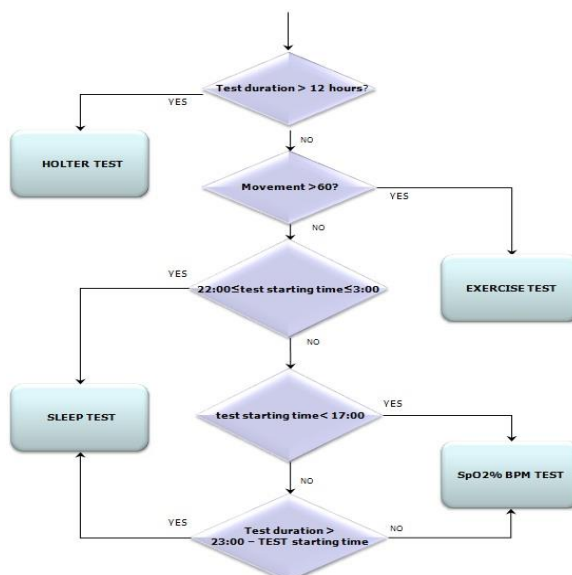 Test duration > 12 hours?
YES
NO
HOLTER TEST
Movement >60?
YES
NO
YES
22:00≤test starting time≤3:00
EXERCISE TEST
NO
YES
test starting time< 17:00
SLEEP TEST
SpO2% BPM TEST
NO
YES
Test duration >
23:00 – TEST starting time
NO